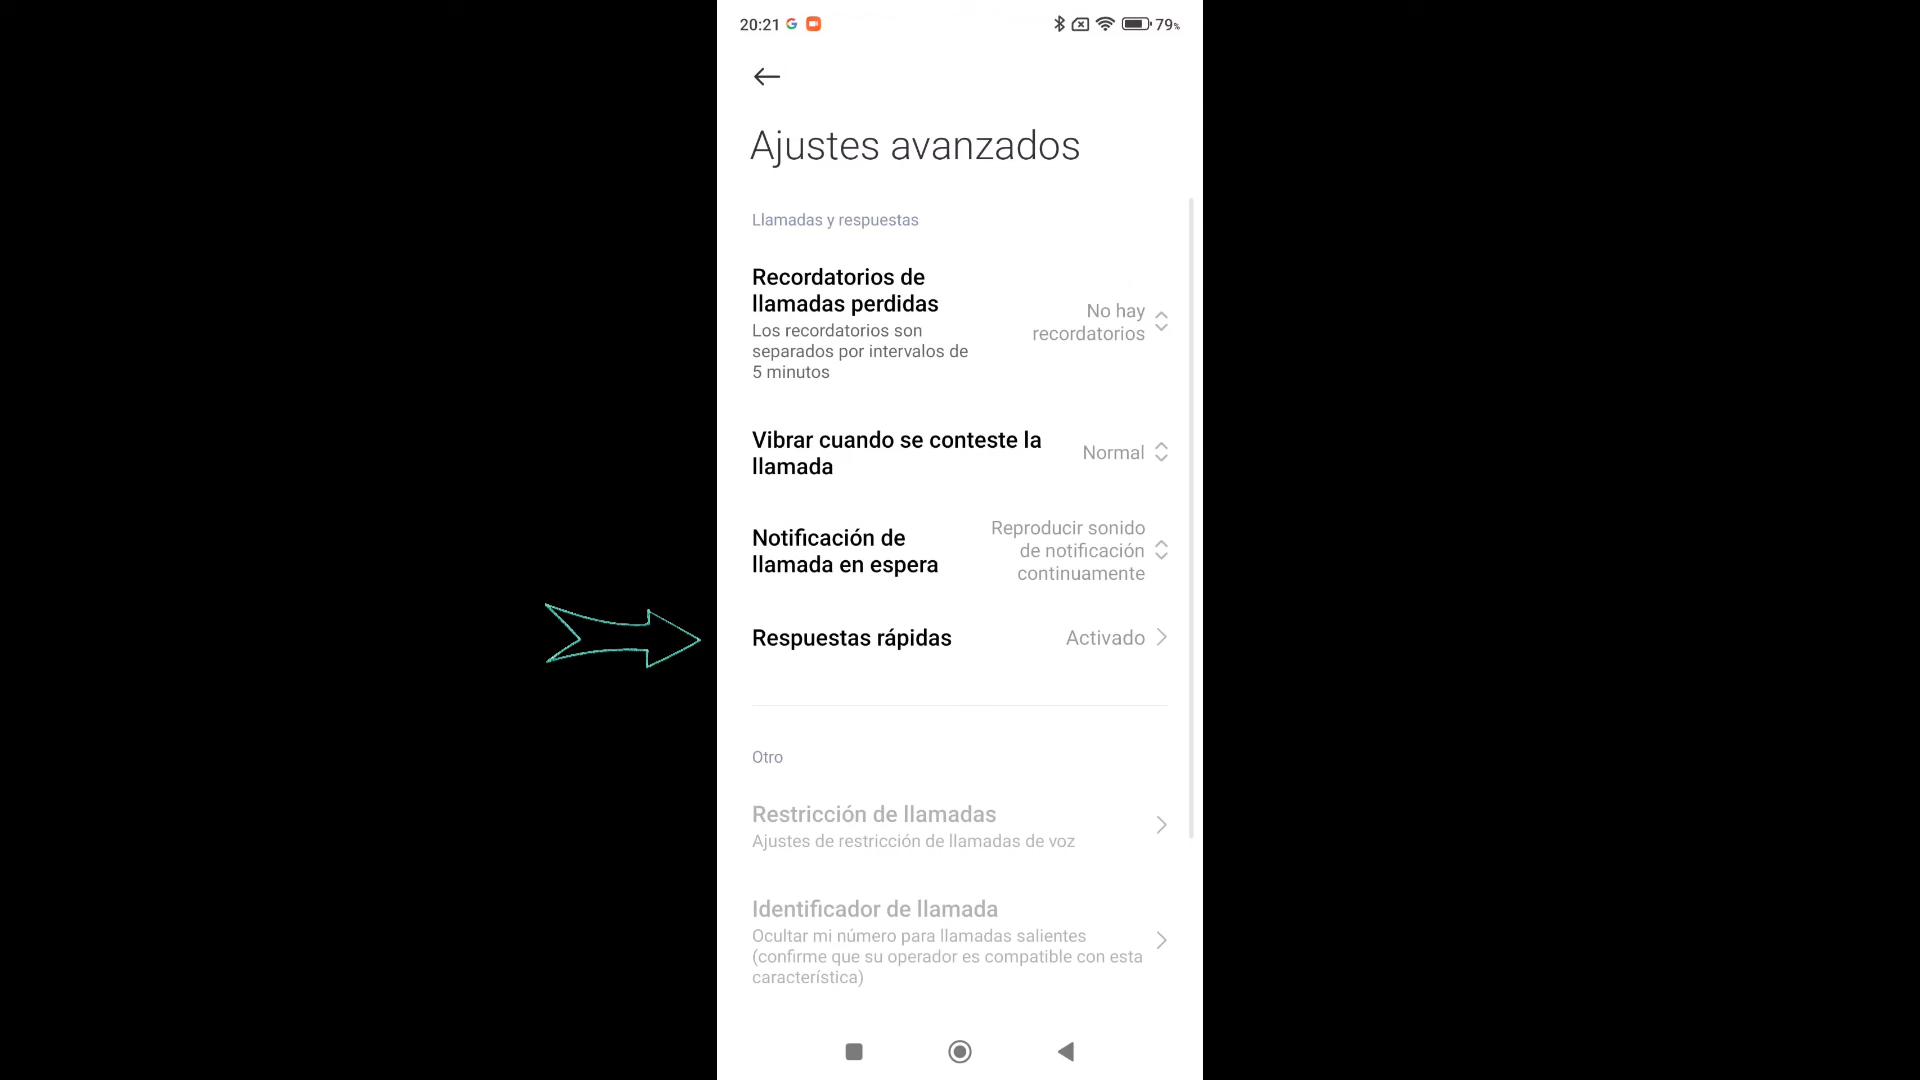 20:21
79%
Ajustes avanzados
Llamadas y respuestas
Recordatorios de
llamadas perdidas
Los recordatorios son
separados por intervalos de
5 minutos
No hay
recordatorios
Vibrar cuando se conteste la
llamada
Normal
Notificación de
llamada en espera
Reproducir sonido
de notificación
continuamente
Respuestas rápidas
Activado
Otro
Restricción de llamadas
Ajustes de restricción de llamadas de voz
Identificador de llamada
Ocultar mi número para llamadas salientes
(confirme que su operador es compatible con esta
característica)